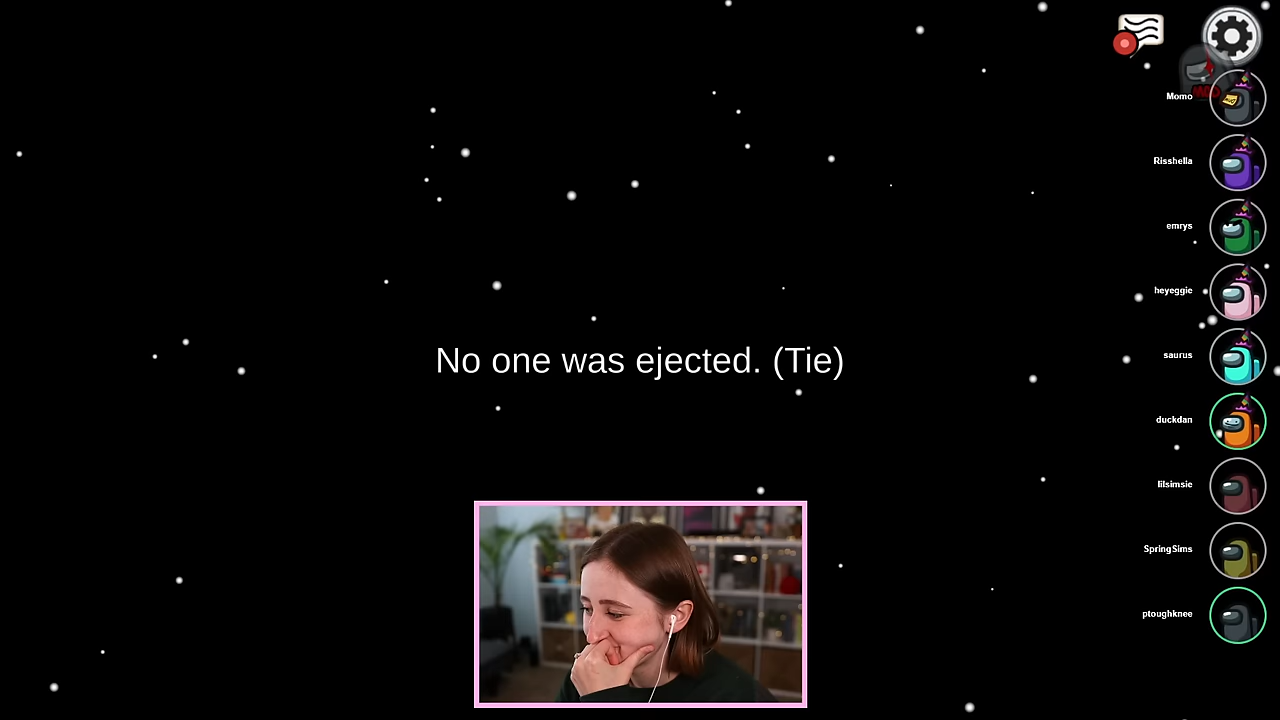 No one was ejected. (Tie)
Momo
Risshella
emrys
heyeggie
saurus
duckdan
lilsimsie
SpringSims
ptoughknee